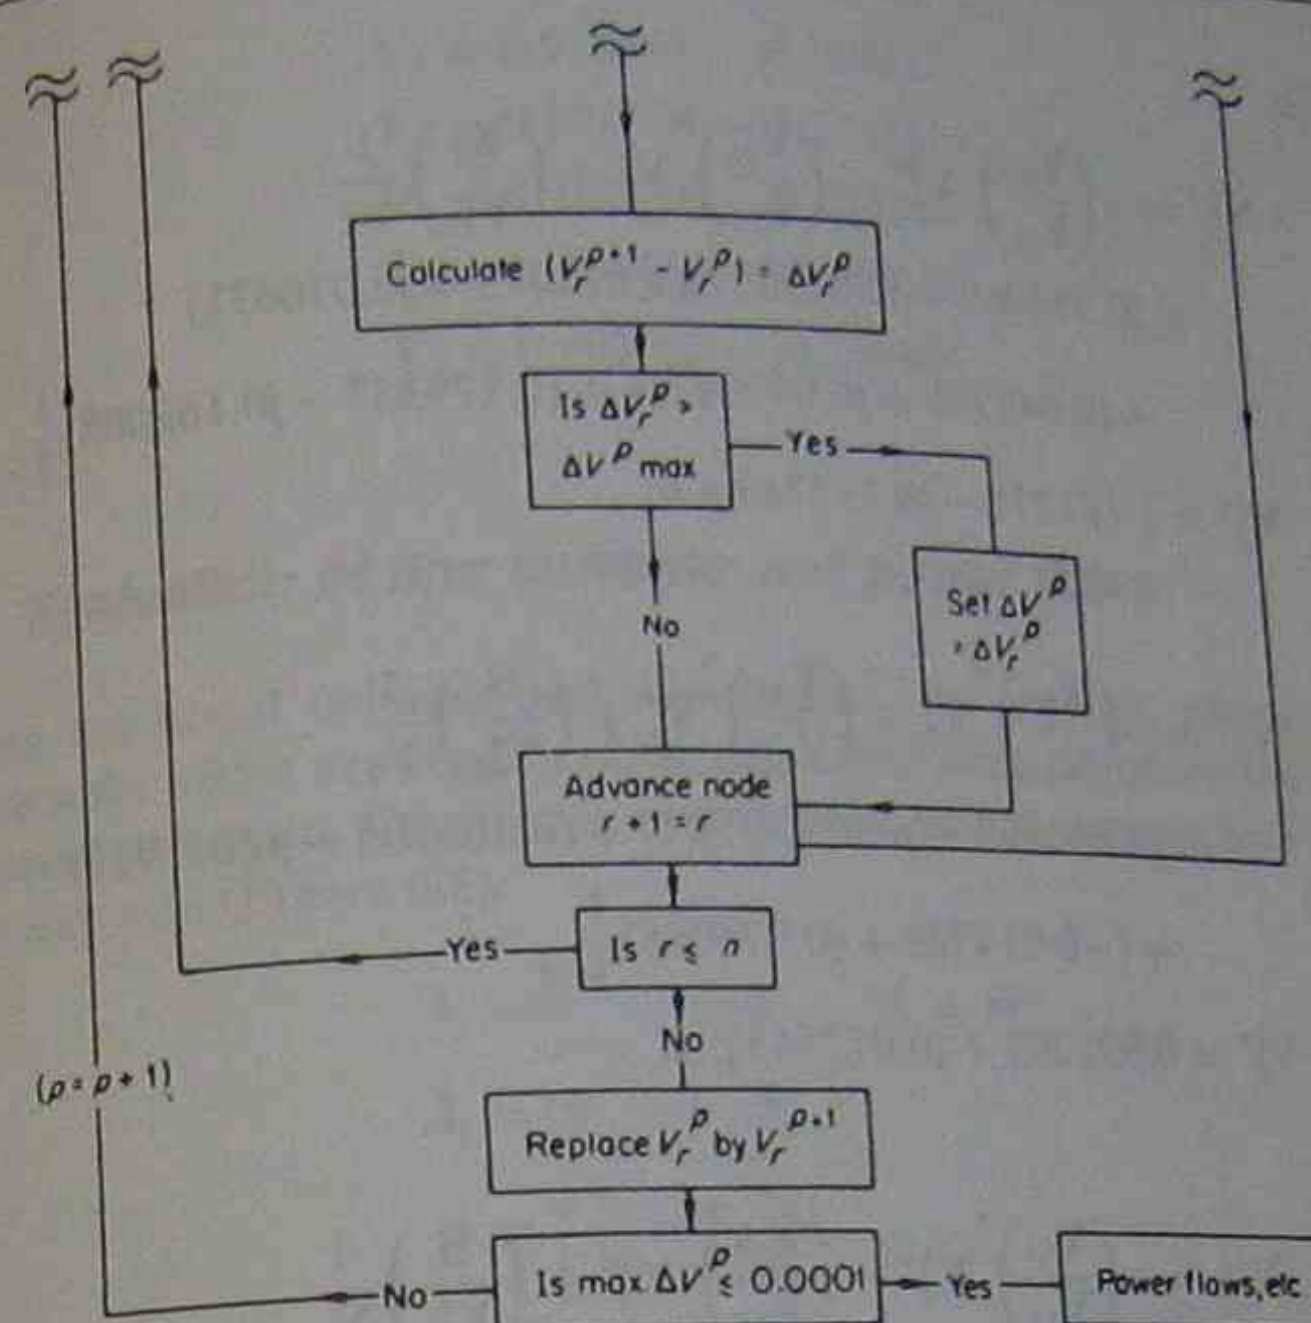 Calculate (V_r^{p+1} - V_r^p) = ΔV_r^p
Is ΔV_r^p >
ΔV^p max
Yes
Set ΔV^p
= ΔV_r^p
No
Advance node
r + 1 = r
Is r ≤ n
Yes
No
(p = p + 1)
Replace V_r^p by V_r^{p+1}
Is max ΔV^p ≤ 0.0001
No
Yes
Power flows, etc